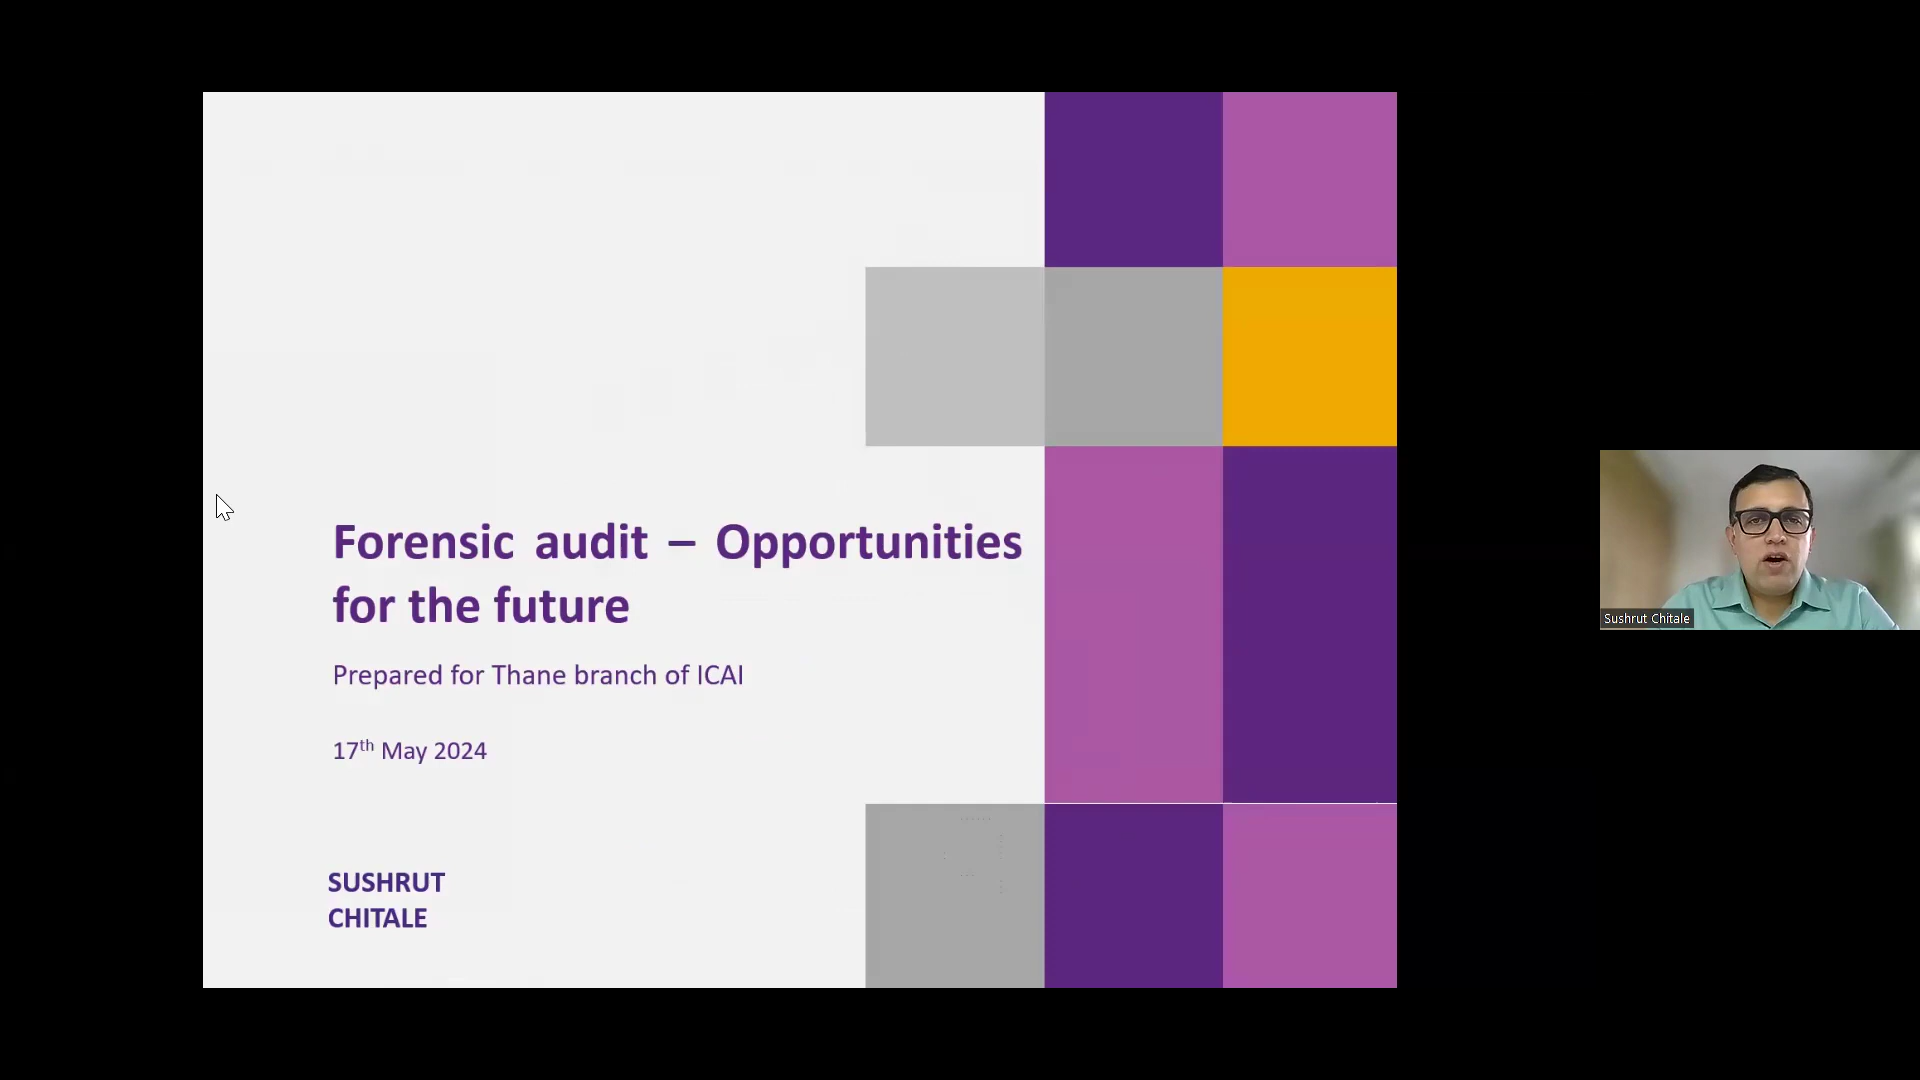 Forensic audit – Opportunities
for the future
Prepared for Thane branch of ICAI
17th May 2024
SUSHRUT
CHITALE
Sushrut Chitale